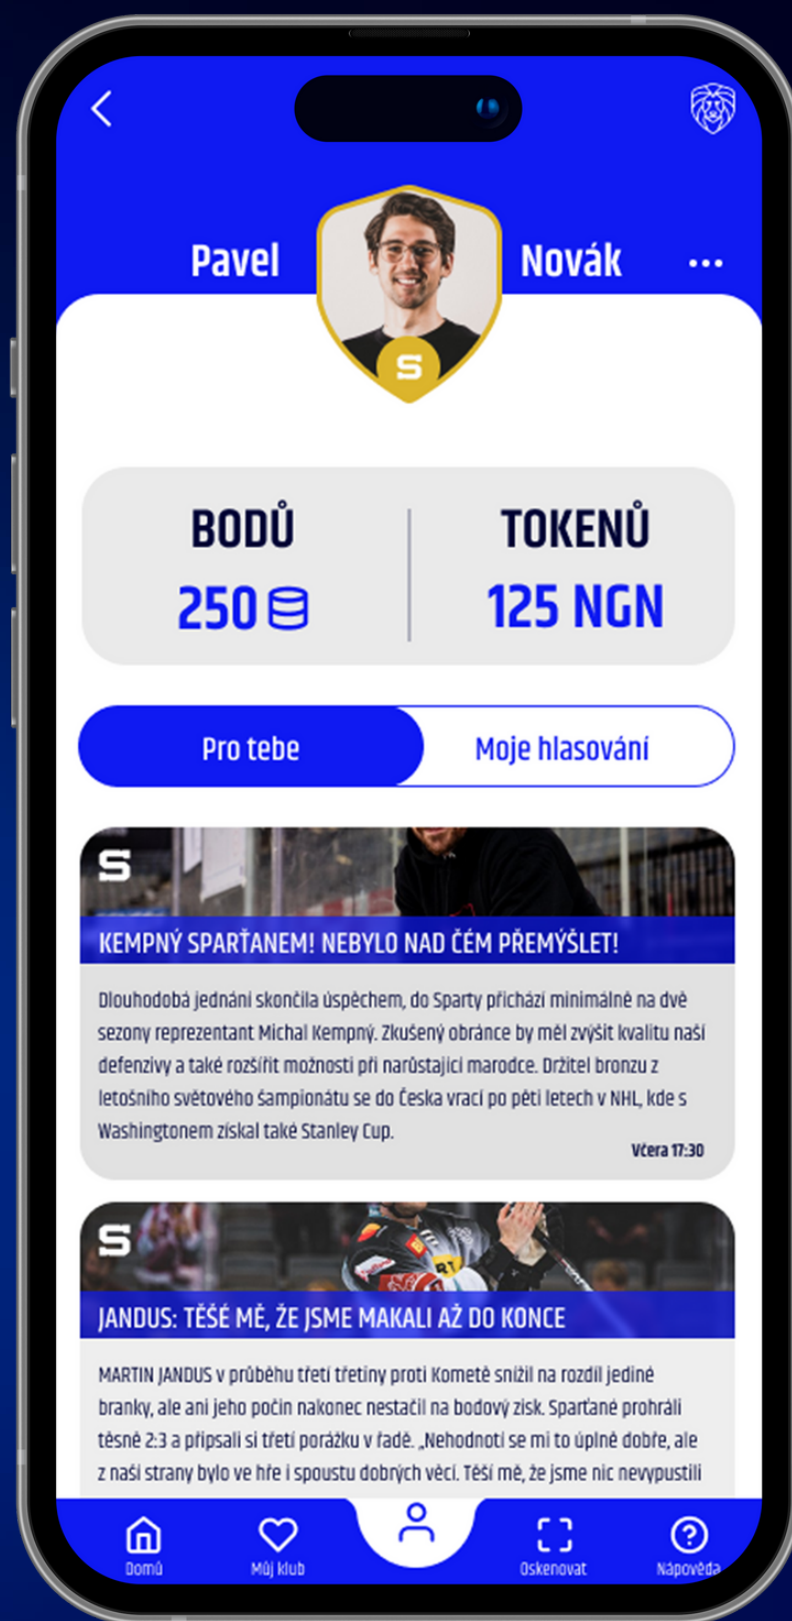 Pavel Novák
S
BODŮ
250
TOKENŮ
125 NGN
Pro tebe
Moje hlasování
S
KEMPNÝ SPARŤANEM! NEBYLO NAD ČÉM PŘEMÝŠLET!
Dlouhodobá jednání skončila úspěchem, do Sparty přichází minimálně na dvě
sezony reprezentant Michal Kempný. Zkušený obránce by měl zvýšit kvalitu naší
defenzivy a také rozšířit možnosti při narůstající marodce. Držitel bronzu z
letošního světového šampionátu se do Česka vrací po pěti letech v NHL, kde s
Washingtonem získal také Stanley Cup.
Včera 17:30
S
JANDUS: TĚŠÉ MĚ, ŽE JSME MAKALI AŽ DO KONCE
MARTIN JANDUS v průběhu třetí třetiny proti Kometě snížil na rozdíl jediné
branky, ale ani jeho počin nakonec nestačil na bodový zisk. Sparťané prohráli
těsně 2:3 a připsali si třetí porážku v řadě. „Nehodnotí se mi to úplně dobře, ale
z naší strany bylo ve hře i spoustu dobrých věcí. Těší mě, že jsme nic nevypustili
Domů
Můj klub
Oskenovat
Nápověda